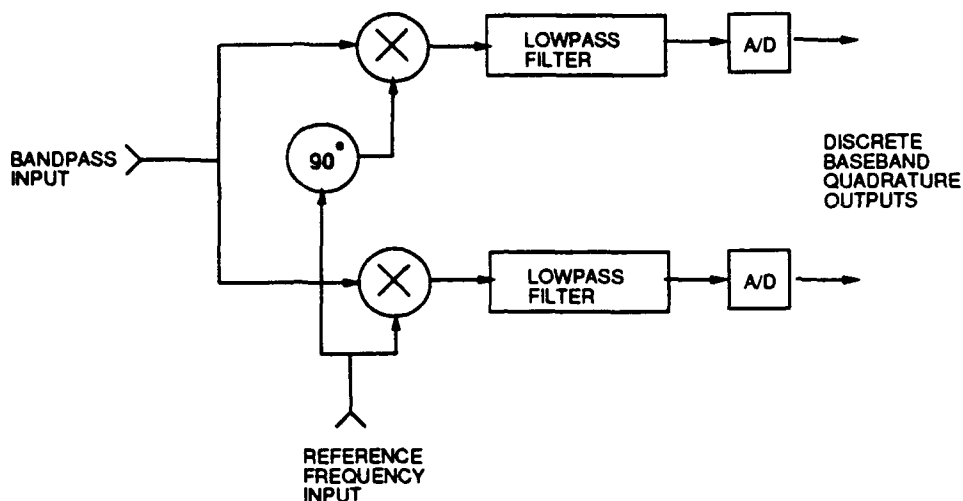 LOWPASS
FILTER
A/D
90°
BANDPASS
INPUT
DISCRETE
BASEBAND
QUADRATURE
OUTPUTS
LOWPASS
FILTER
A/D
REFERENCE
FREQUENCY
INPUT